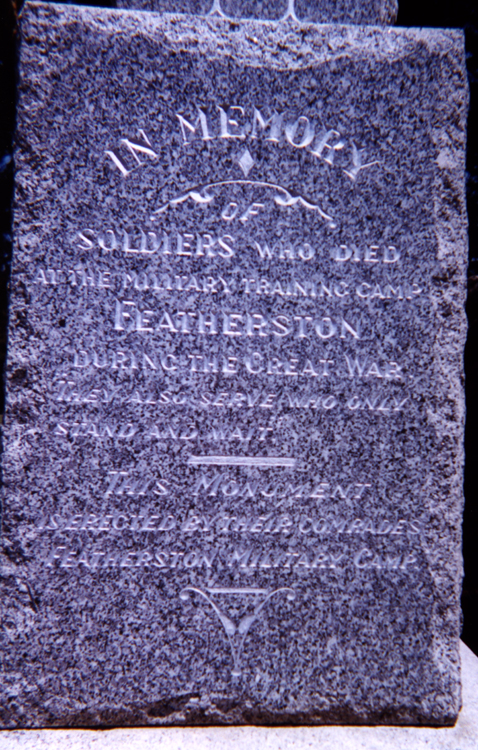 IN MEMORY
OF
SOLDIERS WHO DIED
AT THE MILITARY TRAINING CAMP
FEATHERSTON
DURING THE GREAT WAR
THEY ALSO SERVE WHO ONLY
STAND AND WAIT
THIS MONUMENT
IS ERECTED BY THEIR COMRADES
FEATHERSTON MILITARY CAMP